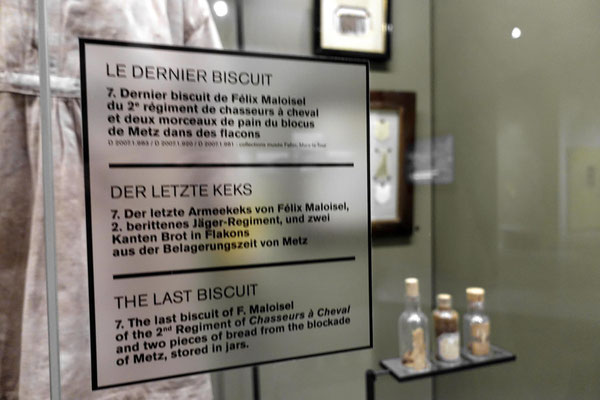 LE DERNIER BISCUIT
7. Dernier biscuit de Félix Maloisel
du 2e régiment de chasseurs à cheval
et deux morceaux de pain du blocus
de Metz dans des flacons
DER LETZTE KEKS
7. Der letzte Armeekeks von Félix Maloisel,
2. berittenes Jäger-Regiment, und zwei
Kanten Brot in Flakons
aus der Belagerungszeit von Metz
THE LAST BISCUIT
7. The last biscuit of F. Maloisel
of the 2nd Regiment of Chasseurs à Cheval
and two pieces of bread from the blockade
of Metz, stored in jars.